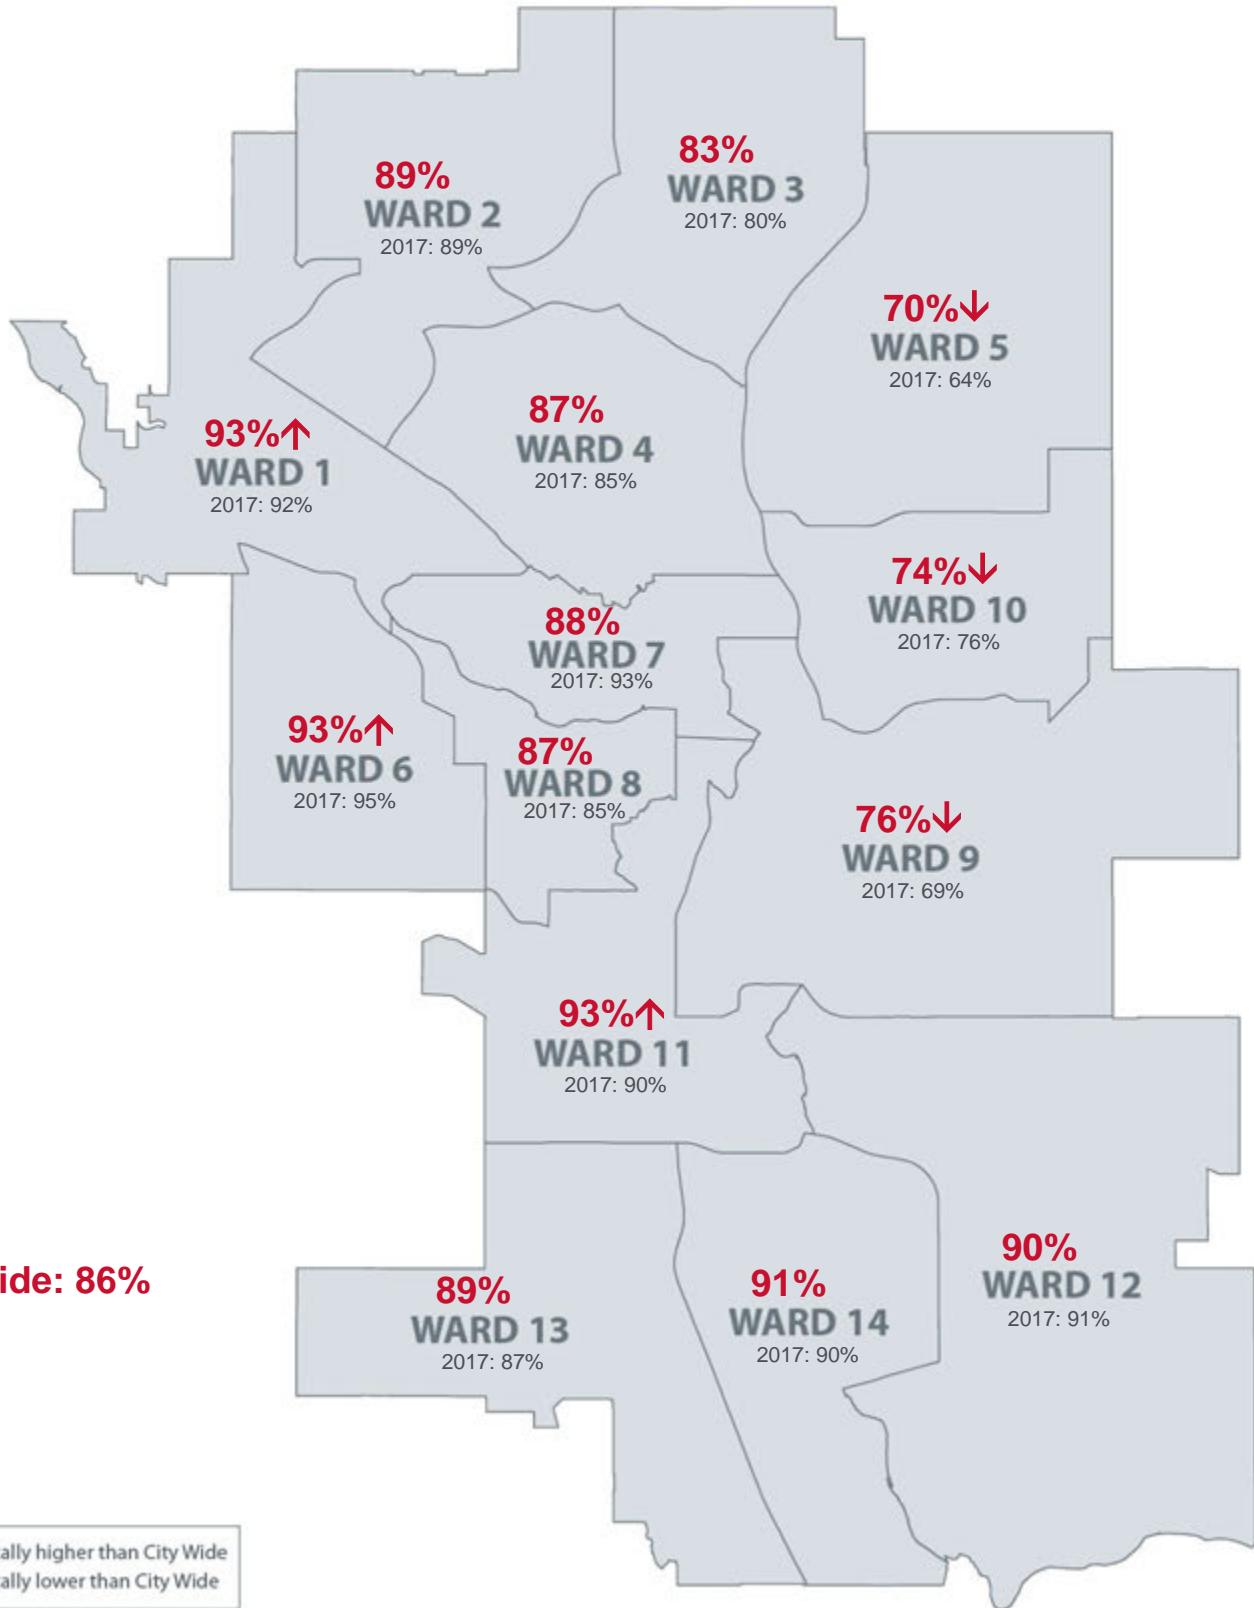 83%
WARD 3
2017: 80%
89%
WARD 2
2017: 89%
70%↓
WARD 5
2017: 64%
87%
WARD 4
2017: 85%
93%↑
WARD 1
2017: 92%
74%↓
WARD 10
2017: 76%
88%
WARD 7
2017: 93%
93%↑
WARD 6
2017: 95%
87%
WARD 8
2017: 85%
76%↓
WARD 9
2017: 69%
93%↑
WARD 11
2017: 90%
90%
WARD 12
2017: 91%
91%
WARD 14
2017: 90%
89%
WARD 13
2017: 87%
ide: 86%
ally higher than City Wide
ally lower than City Wide